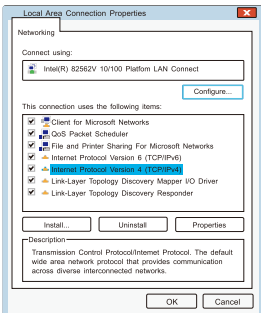 Local Area Connection Properties
Networking
Connect using:
Intel(R) 82562V 10/100 Platfom LAN Connect
Configure...
This connection uses the following items:
Client for Microsoft Networks
QoS Packet Scheduler
File and Printer Sharing For Microsoft Networks
Internet Protocol Version 6 (TCP/IPv6)
Internet Protocol Version 4 (TCP/IPv4)
Link-Layer Topology Discovery Mapper I/O Driver
Link-Layer Topology Discovery Responder
Install...
Uninstall
Properties
Description
Transmission Control Protocol/Internet Protocol. The default
wide area network protocol that provides communication
across diverse interconnected networks.
OK
Cancel